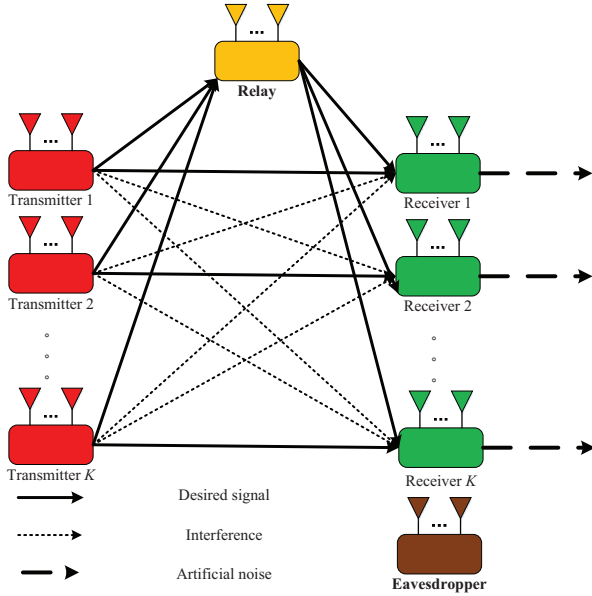 ...
Relay
...
...
Transmitter 1
Receiver 1
...
...
Transmitter 2
Receiver 2
...
...
Transmitter K
Receiver K
Desired signal
...
Interference
Artificial noise
Eavesdropper